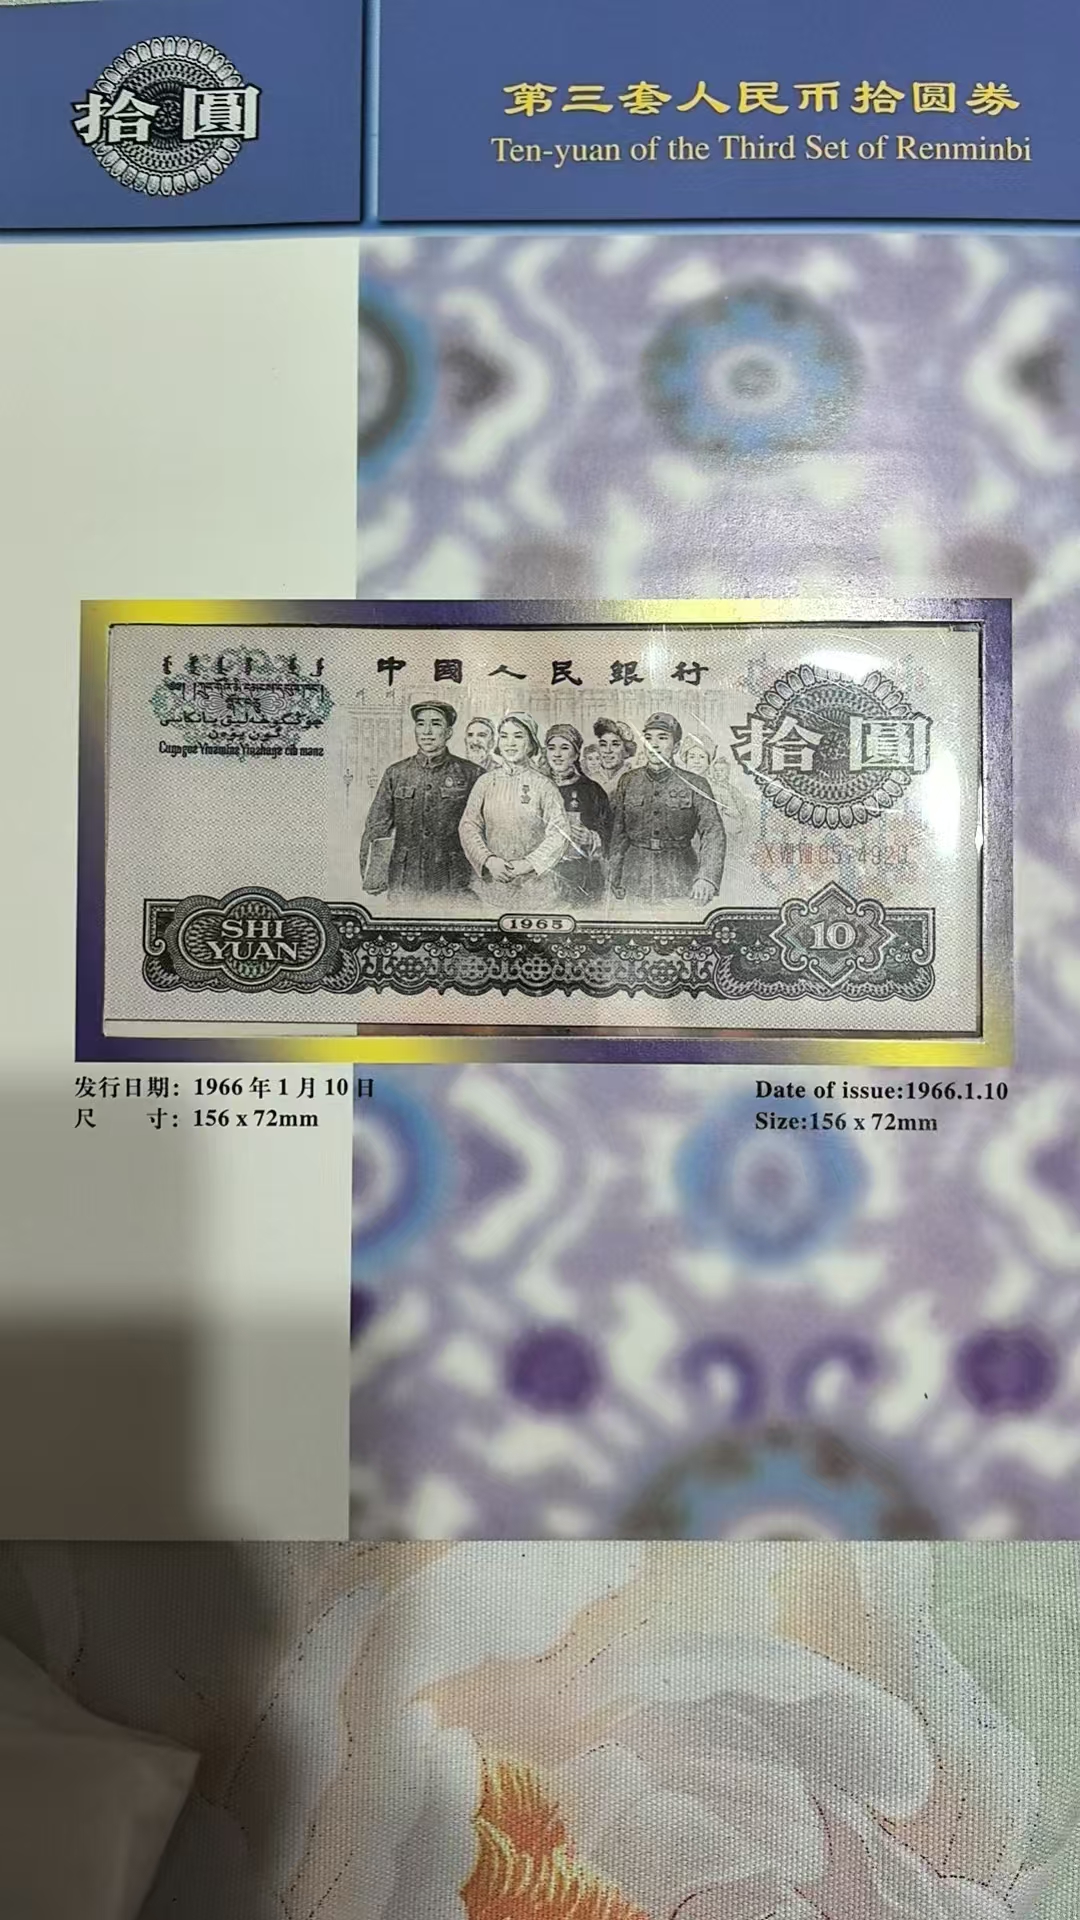 拾圓
第三套人民币拾圆券
Ten-yuan of the Third Set of Renminbi
中國人民銀行
拾圓
SHI
YUAN
1965
10
发行日期：1966年1月10日
尺 寸：156 x 72mm
Date of issue:1966.1.10
Size:156 x 72mm